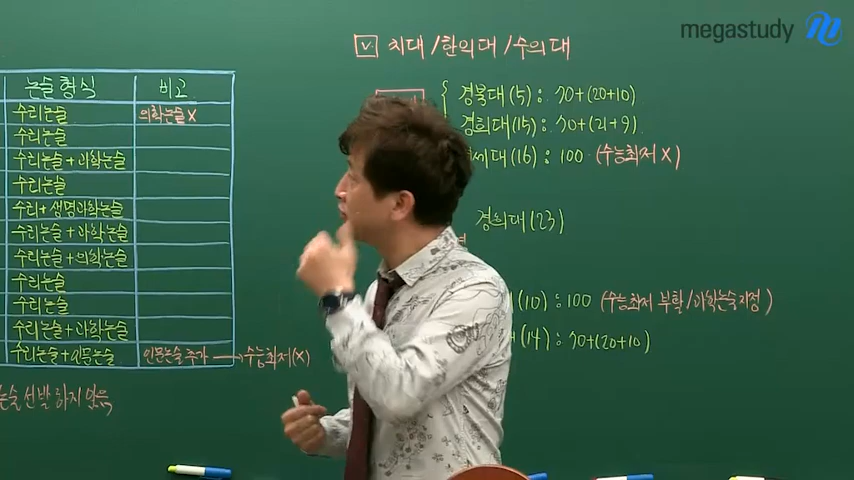 megastudy
V 치대/한의대/수의대
논술형식 비고
수리논술 의학논술X
수리논술
수리논술+과학논술
수리논술
수리+생명과학논술
수리논술+과학논술
수리논술+의학논술
수리논술
수리논술
수리논술+과학논술
수리논술+인문논술 인문논술 추가 → 수능최저(X)
논술 선발 하지 않음
경북대(5) : 70+(20+10)
경희대(15) : 70+(21+9)
세대(16) : 100 (수능최저X)
경희대(23)
(10) : 100 (수능최저 부활/과학논술지정)
(14) : 70+(20+10)